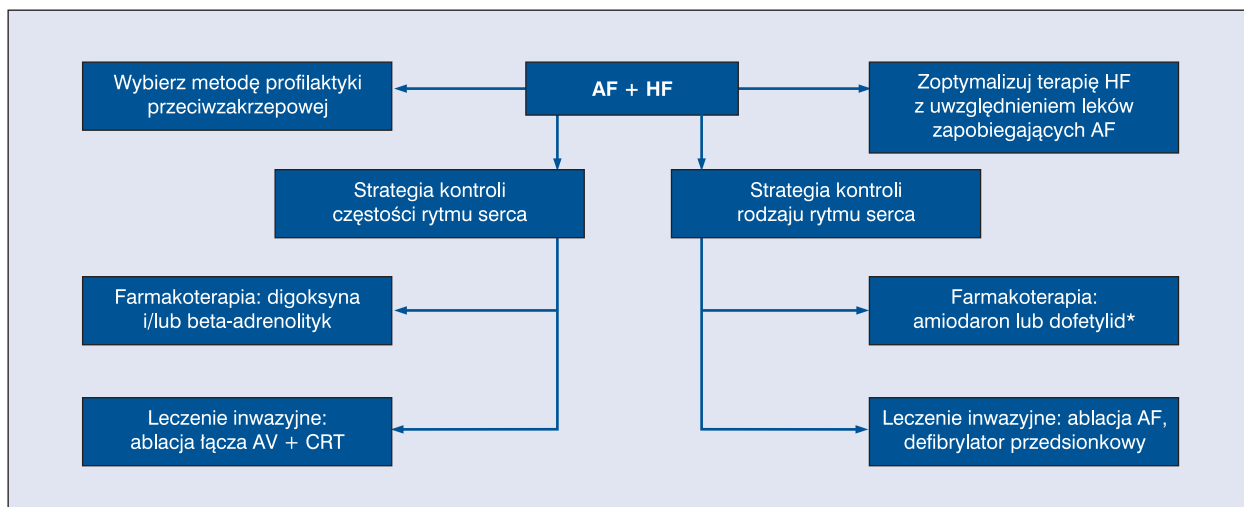 Wybierz metodę profilaktyki
przeciwzakrzepowej
AF + HF
Zoptymalizuj terapię HF
z uwzględnieniem leków
zapobiegających AF
Strategia kontroli
częstości rytmu serca
Strategia kontroli
rodzaju rytmu serca
Farmakoterapia: digoksyna
i/lub beta-adrenolityk
Farmakoterapia:
amiodaron lub dofetylid*
Leczenie inwazyjne:
ablacja łącza AV + CRT
Leczenie inwazyjne: ablacja AF,
defibrylator przedsionkowy